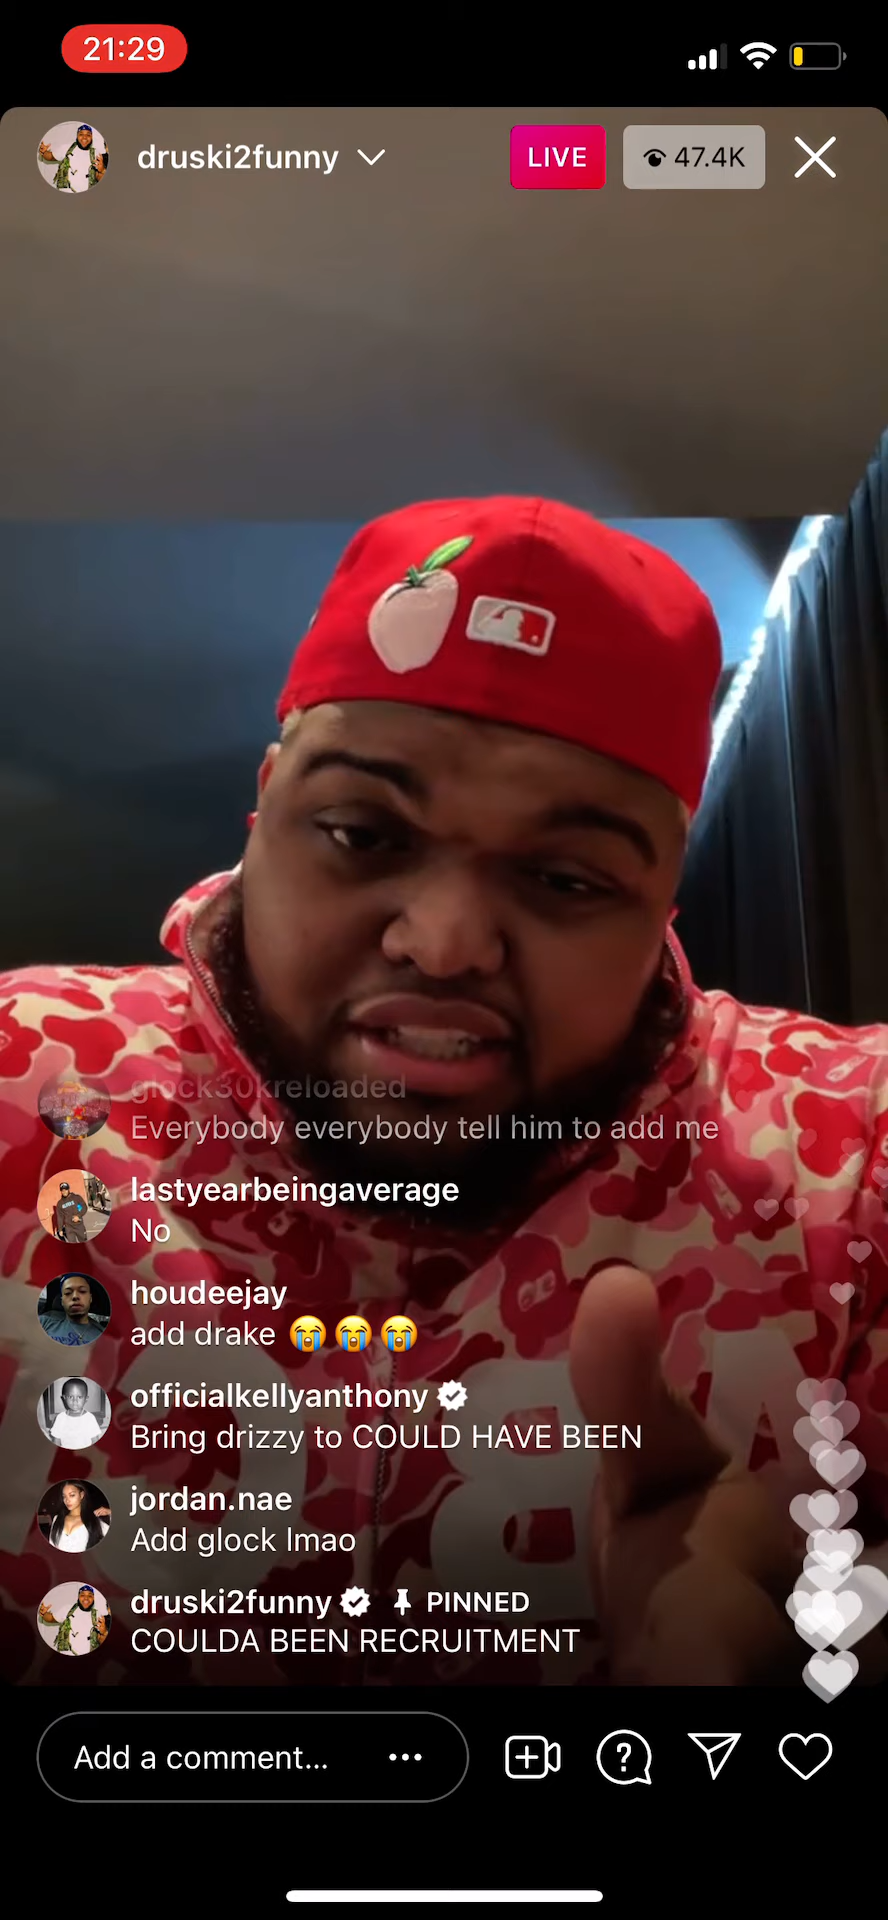 21:29
druski2funny
LIVE
47.4K
glock30kreloaded
Everybody everybody tell him to add me
lastyearbeingaverage
No
houdeejay
add drake 😭😭😭
officialkellyanthony
Bring drizzy to COULD HAVE BEEN
jordan.nae
Add glock lmao
druski2funny PINNED
COULDA BEEN RECRUITMENT
Add a comment...